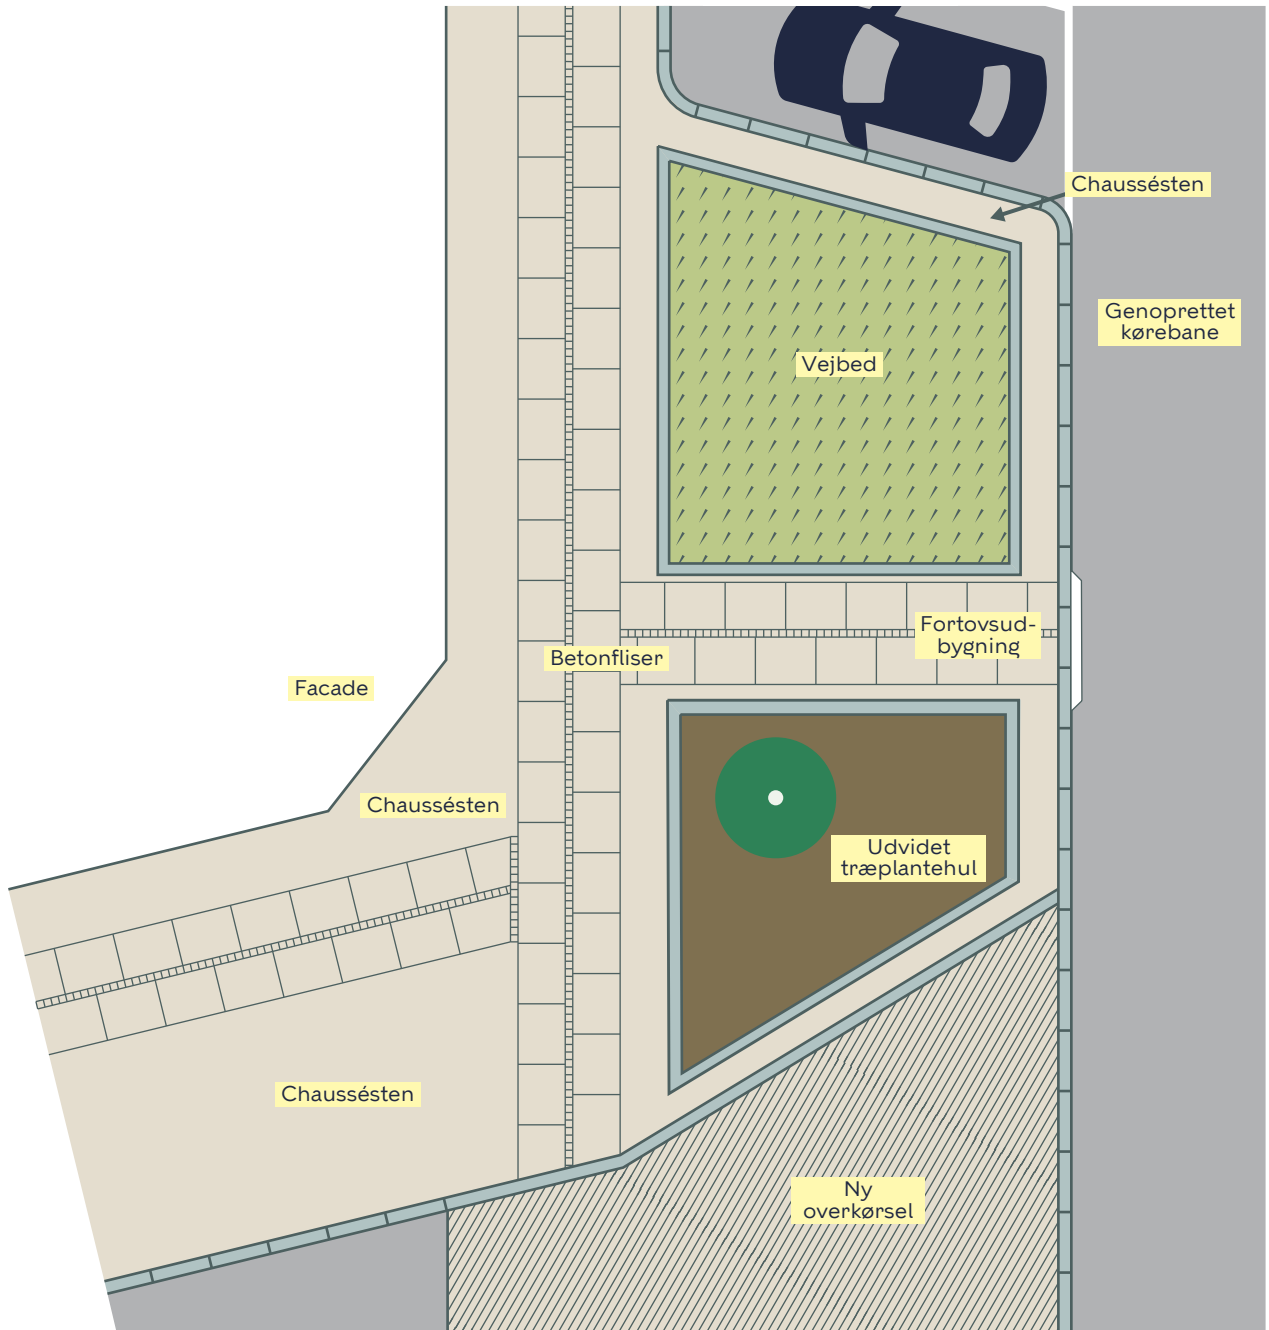 Chaussésten
Genoprettet
kørebane
Vejbed
Fortovsud-
bygning
Betonfliser
Facade
Chaussésten
Udvidet
træplantehul
Chaussésten
Ny
overkørsel